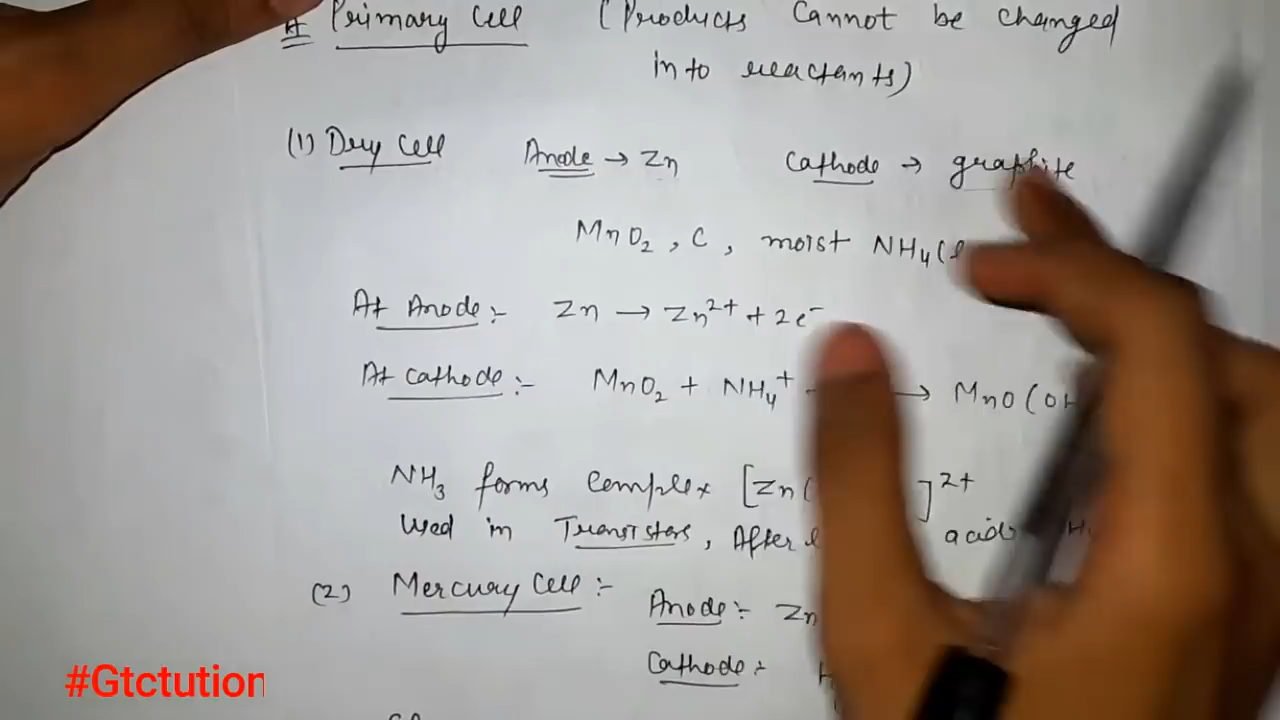 A Primary Cell (Products Cannot be changed
into reactants)
(1) Dry Cell Anode → Zn Cathode → graphite
MnO2, C, moist NH4Cl
At Anode :- Zn → Zn²⁺ + 2e⁻
At Cathode :- MnO2 + NH4⁺ + → MnO(OH
NH3 forms Complex [Zn( ]²⁺
Used in Transistors, After acid
(2) Mercury Cell :-
Anode :- Zn
Cathode :- H
#Gtctution